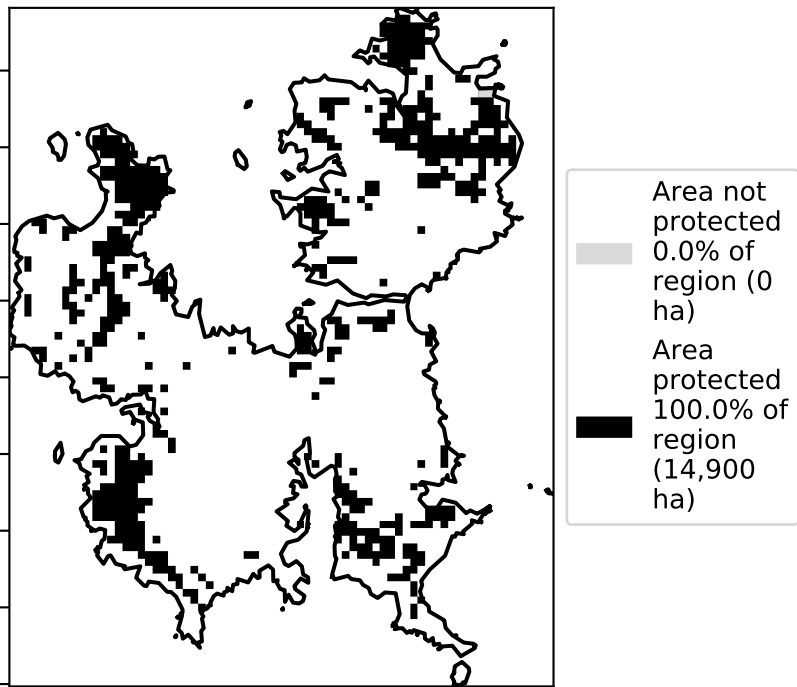 Area not
protected
0.0% of
region (0
ha)
Area
protected
100.0% of
region
(14,900
ha)